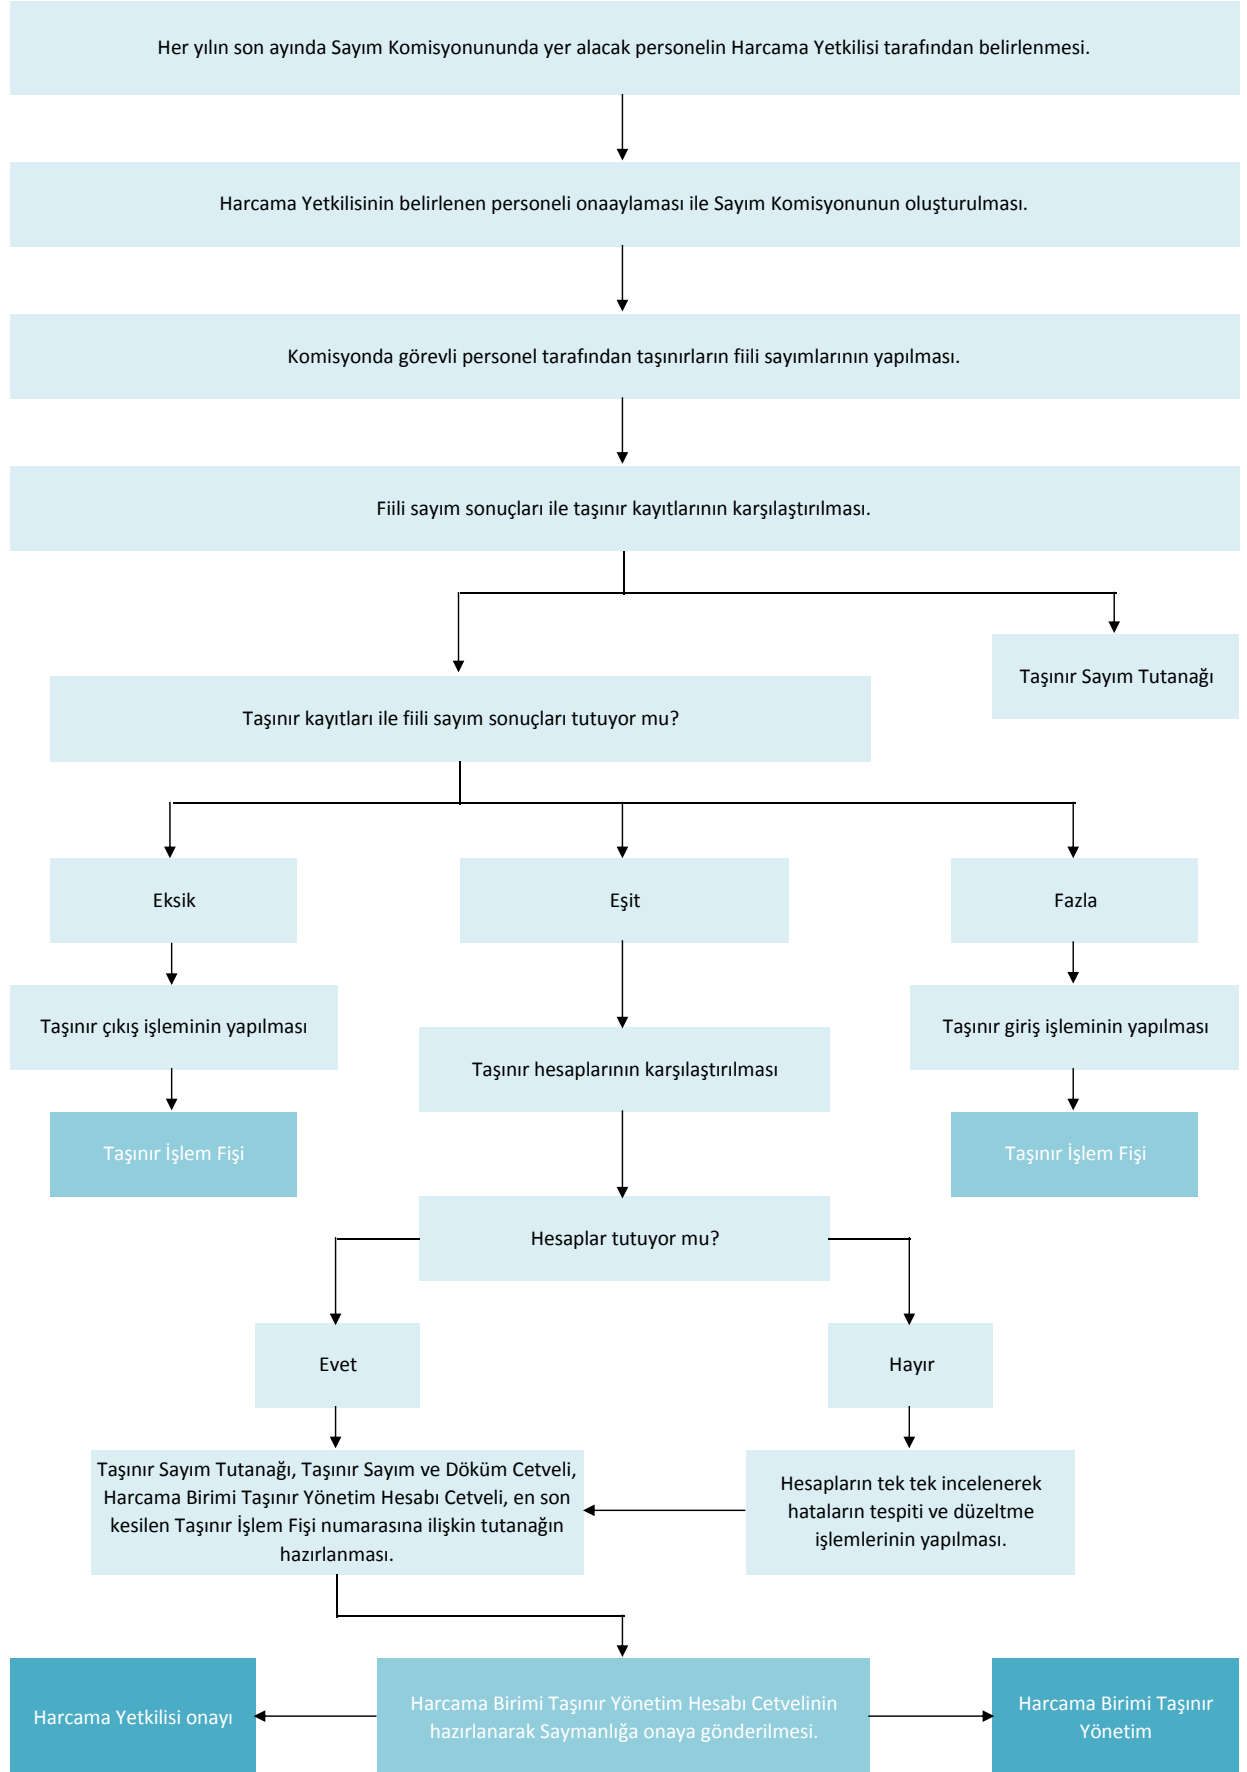 Her yılın son ayında Sayım Komisyonununda yer alacak personelin Harcama Yetkilisi tarafından belirlenmesi.
Harcama Yetkilisinin belirlenen personeli onaaylaması ile Sayım Komisyonunun oluşturulması.
Komisyonda görevli personel tarafından taşınırların fiili sayımlarının yapılması.
Fiili sayım sonuçları ile taşınır kayıtlarının karşılaştırılması.
Taşınır Sayım Tutanağı
Taşınır kayıtları ile fiili sayım sonuçları tutuyor mu?
Eksik
Eşit
Fazla
Taşınır çıkış işleminin yapılması
Taşınır giriş işleminin yapılması
Taşınır hesaplarının karşılaştırılması
Taşınır İşlem Fişi
Taşınır İşlem Fişi
Hesaplar tutuyor mu?
Evet
Hayır
Taşınır Sayım Tutanağı, Taşınır Sayım ve Döküm Cetveli,
Harcama Birimi Taşınır Yönetim Hesabı Cetveli, en son
kesilen Taşınır İşlem Fişi numarasına ilişkin tutanağın
hazırlanması.
Hesapların tek tek incelenerek
hataların tespiti ve düzeltme
işlemlerinin yapılması.
Harcama Yetkilisi onayı
Harcama Birimi Taşınır Yönetim Hesabı Cetvelinin
hazırlanarak Saymanlığa onaya gönderilmesi.
Harcama Birimi Taşınır
Yönetim